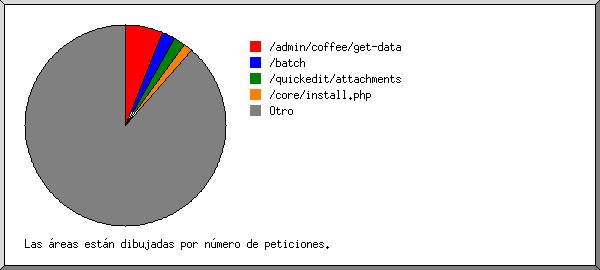 /admin/coffee/get-data
/batch
/quickedit/attachments
/core/install.php
Otro
Las áreas están dibujadas por número de peticiones.